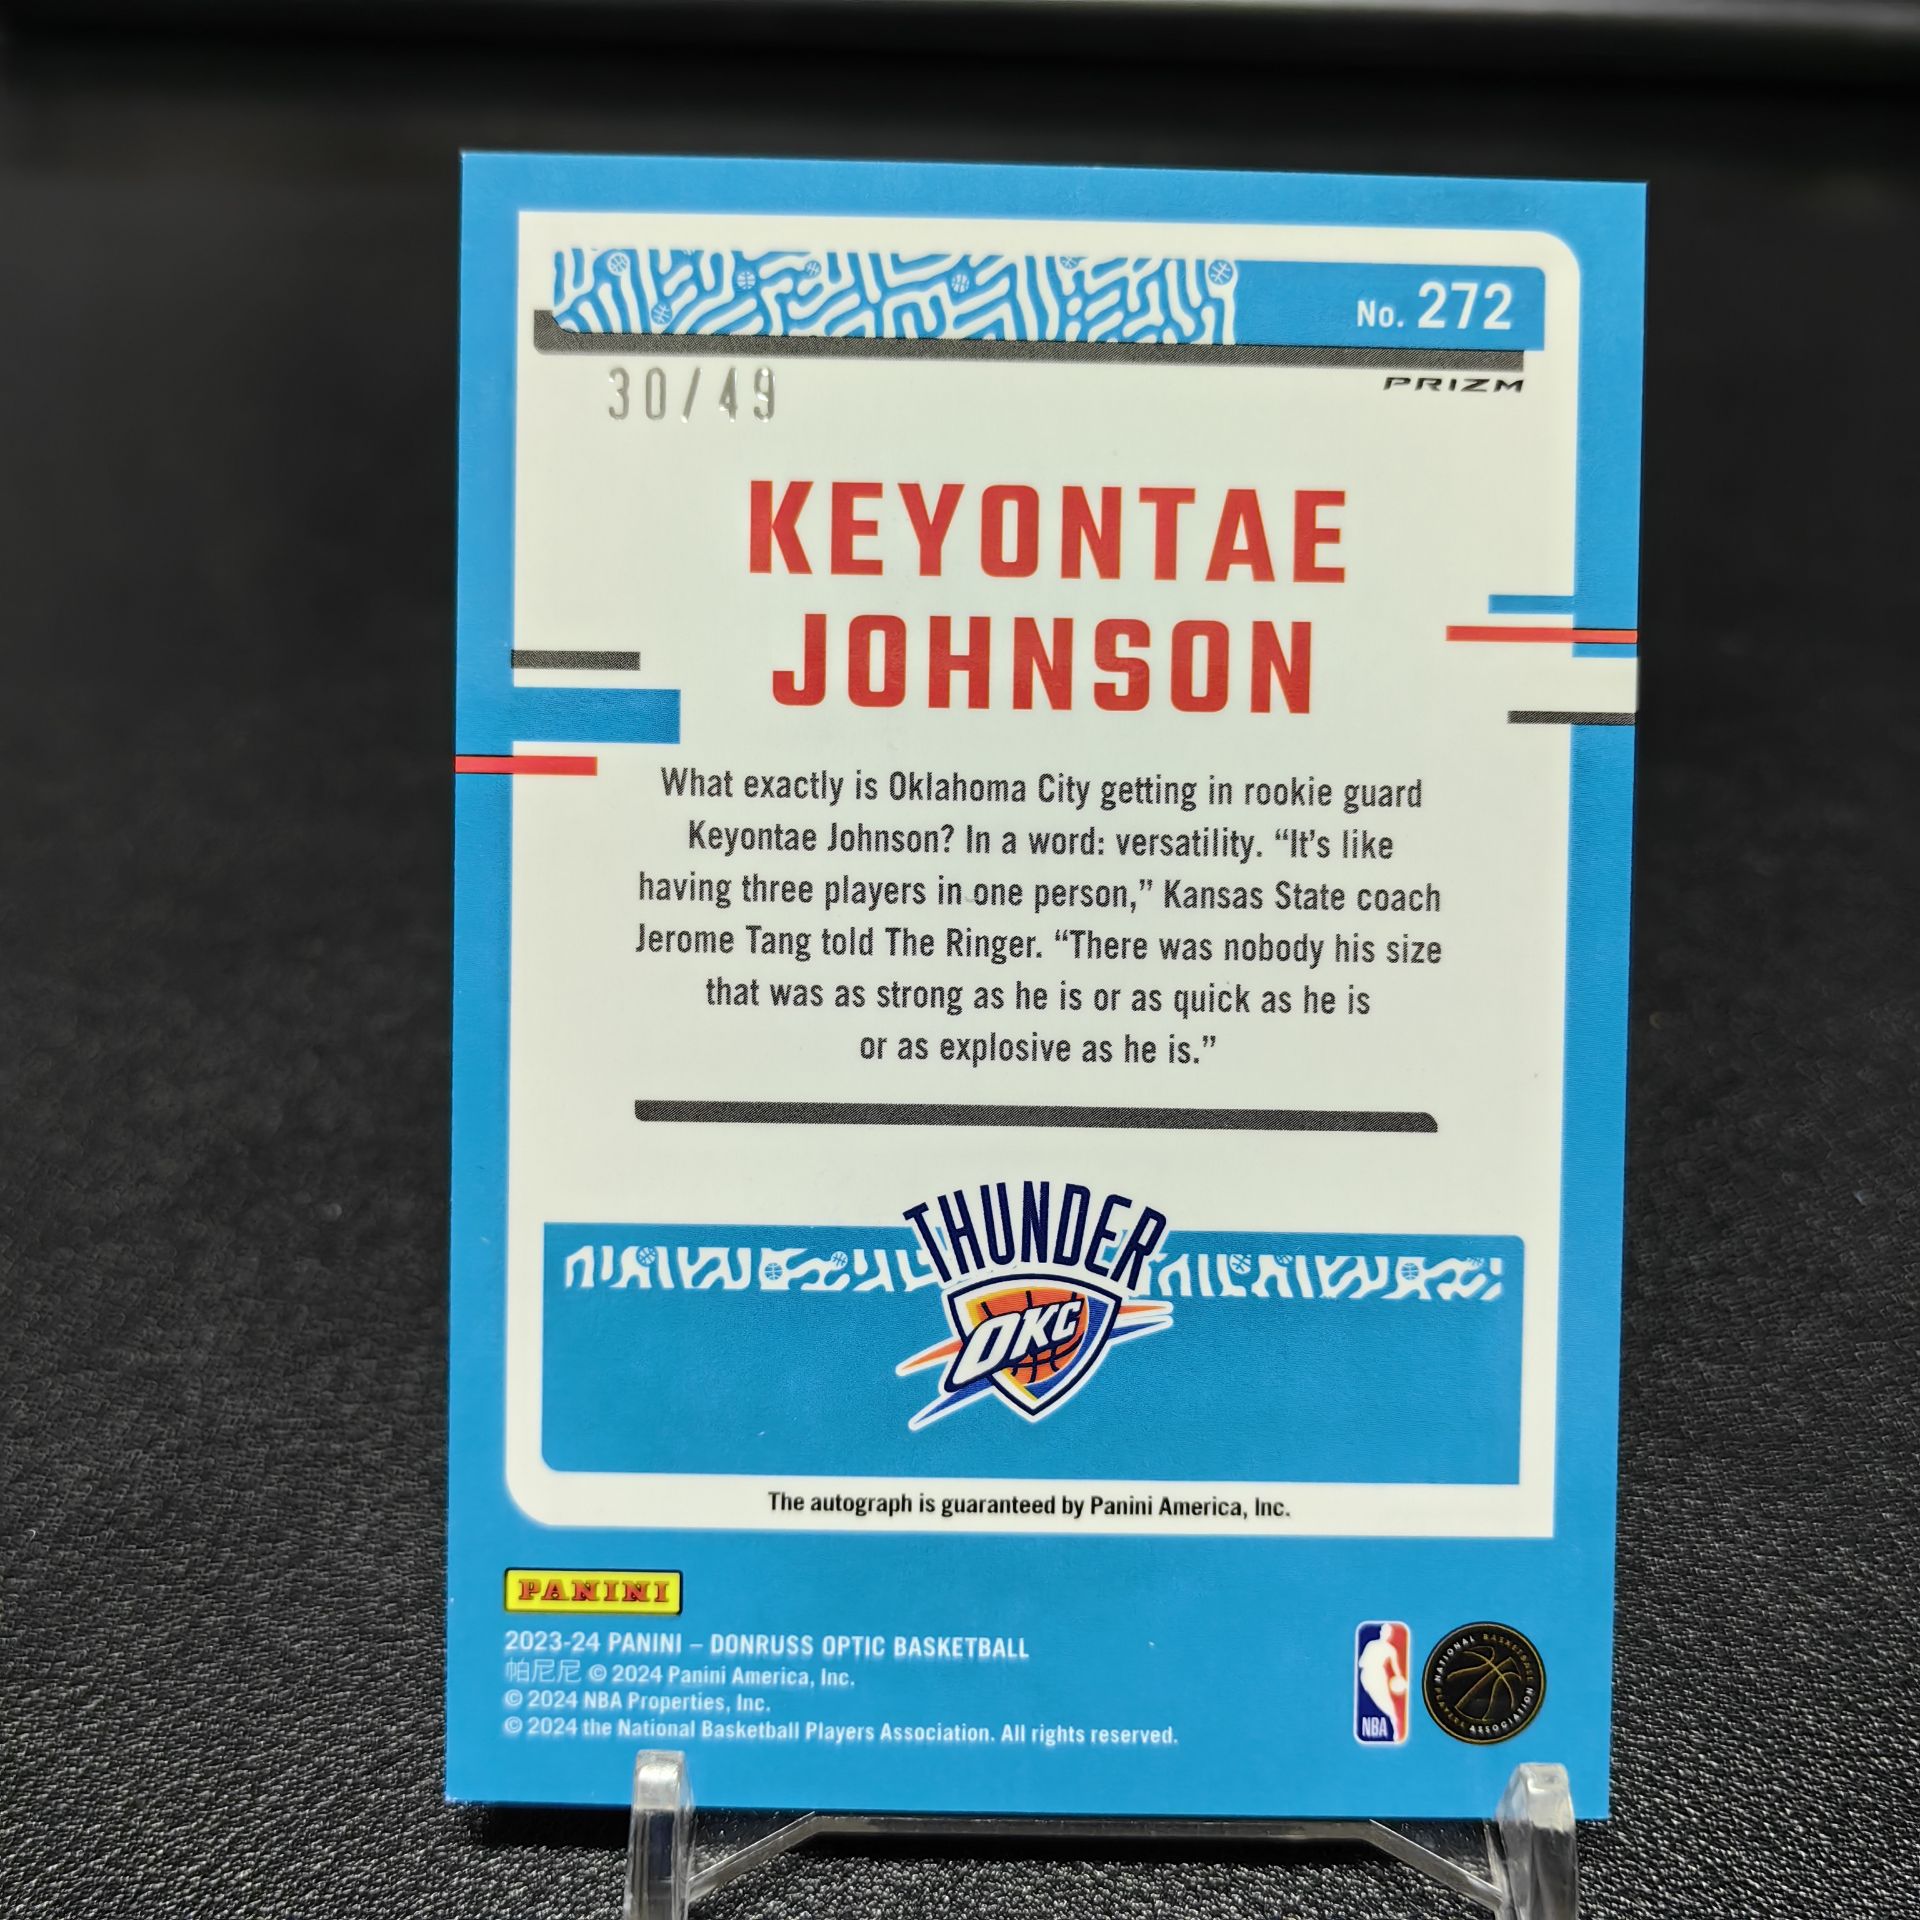 No. 272
PRIZM
30/49
KEYONTAE
JOHNSON
What exactly is Oklahoma City getting in rookie guard
Keyontae Johnson? In a word: versatility. “It’s like
having three players in one person,” Kansas State coach
Jerome Tang told The Ringer. “There was nobody his size
that was as strong as he is or as quick as he is
or as explosive as he is.”
THUNDER
OKC
The autograph is guaranteed by Panini America, Inc.
PANINI
2023-24 PANINI – DONRUSS OPTIC BASKETBALL
帕尼尼 © 2024 Panini America, Inc.
© 2024 NBA Properties, Inc.
© 2024 the National Basketball Players Association. All rights reserved.
NBA
NATIONAL BASKETBALL PLAYERS ASSOCIATION